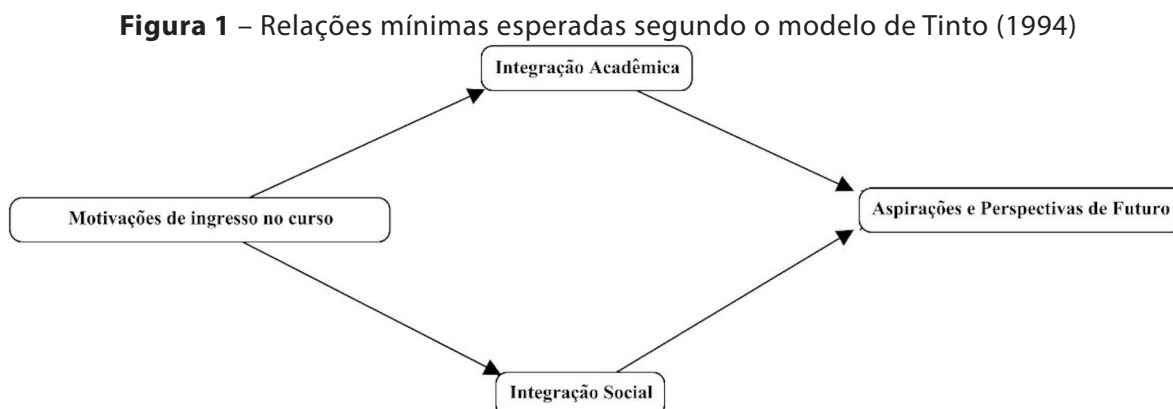 Figura 1 – Relações mínimas esperadas segundo o modelo de Tinto (1994)
Integração Acadêmica
Motivações de ingresso no curso
Aspirações e Perspectivas de Futuro
Integração Social